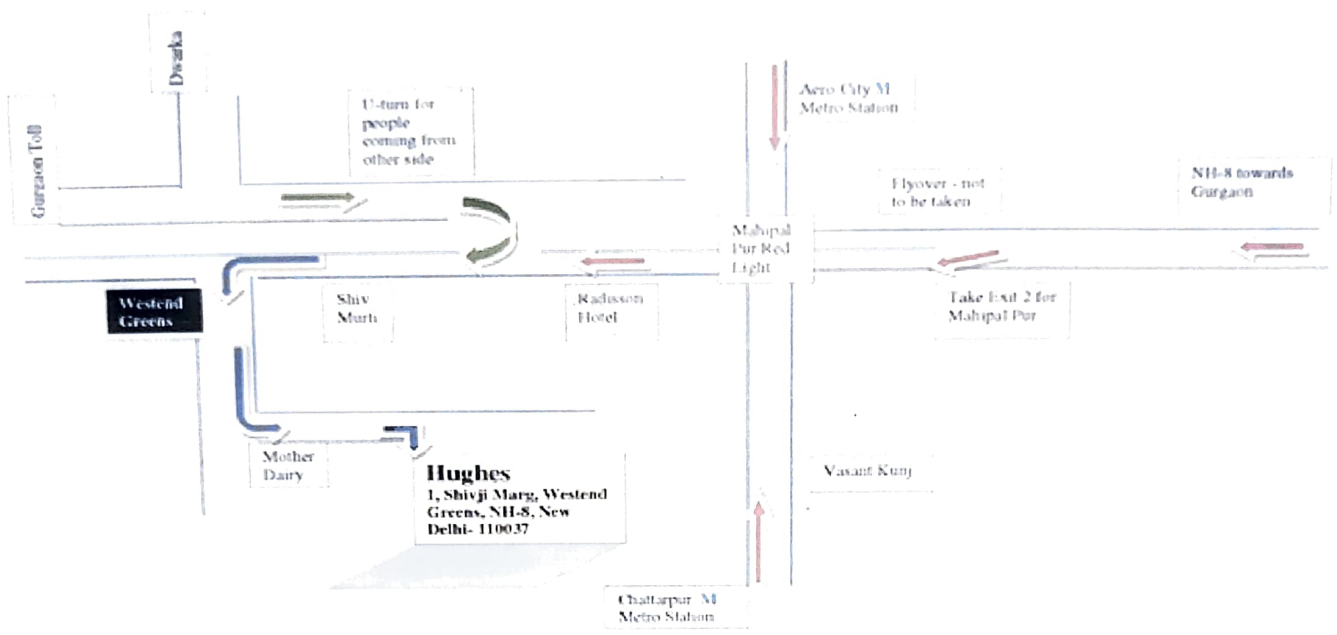 Dwarka
Gurgaon Toll
U-turn for
people
coming from
other side
Aero City M
Metro Station
Flyover - not
to be taken
NH-8 towards
Gurgaon
Mahipal
Pur Red
Light
Westend
Greens
Shiv
Murti
Radisson
Hotel
Take Exit 2 for
Mahipal Pur
Mother
Dairy
Hughes
1, Shivji Marg, Westend
Greens, NH-8, New
Delhi- 110037
Vasant Kunj
Chattarpur M
Metro Station